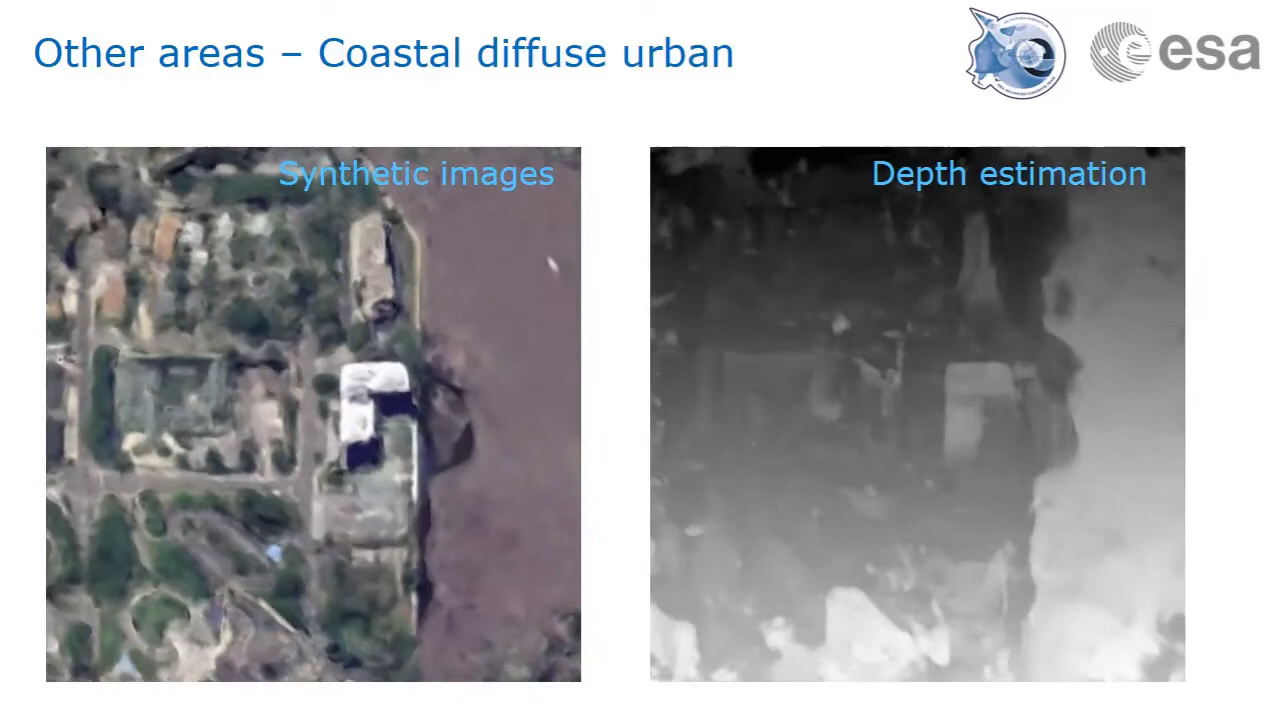 Other areas – Coastal diffuse urban
esa
Synthetic images
Depth estimation